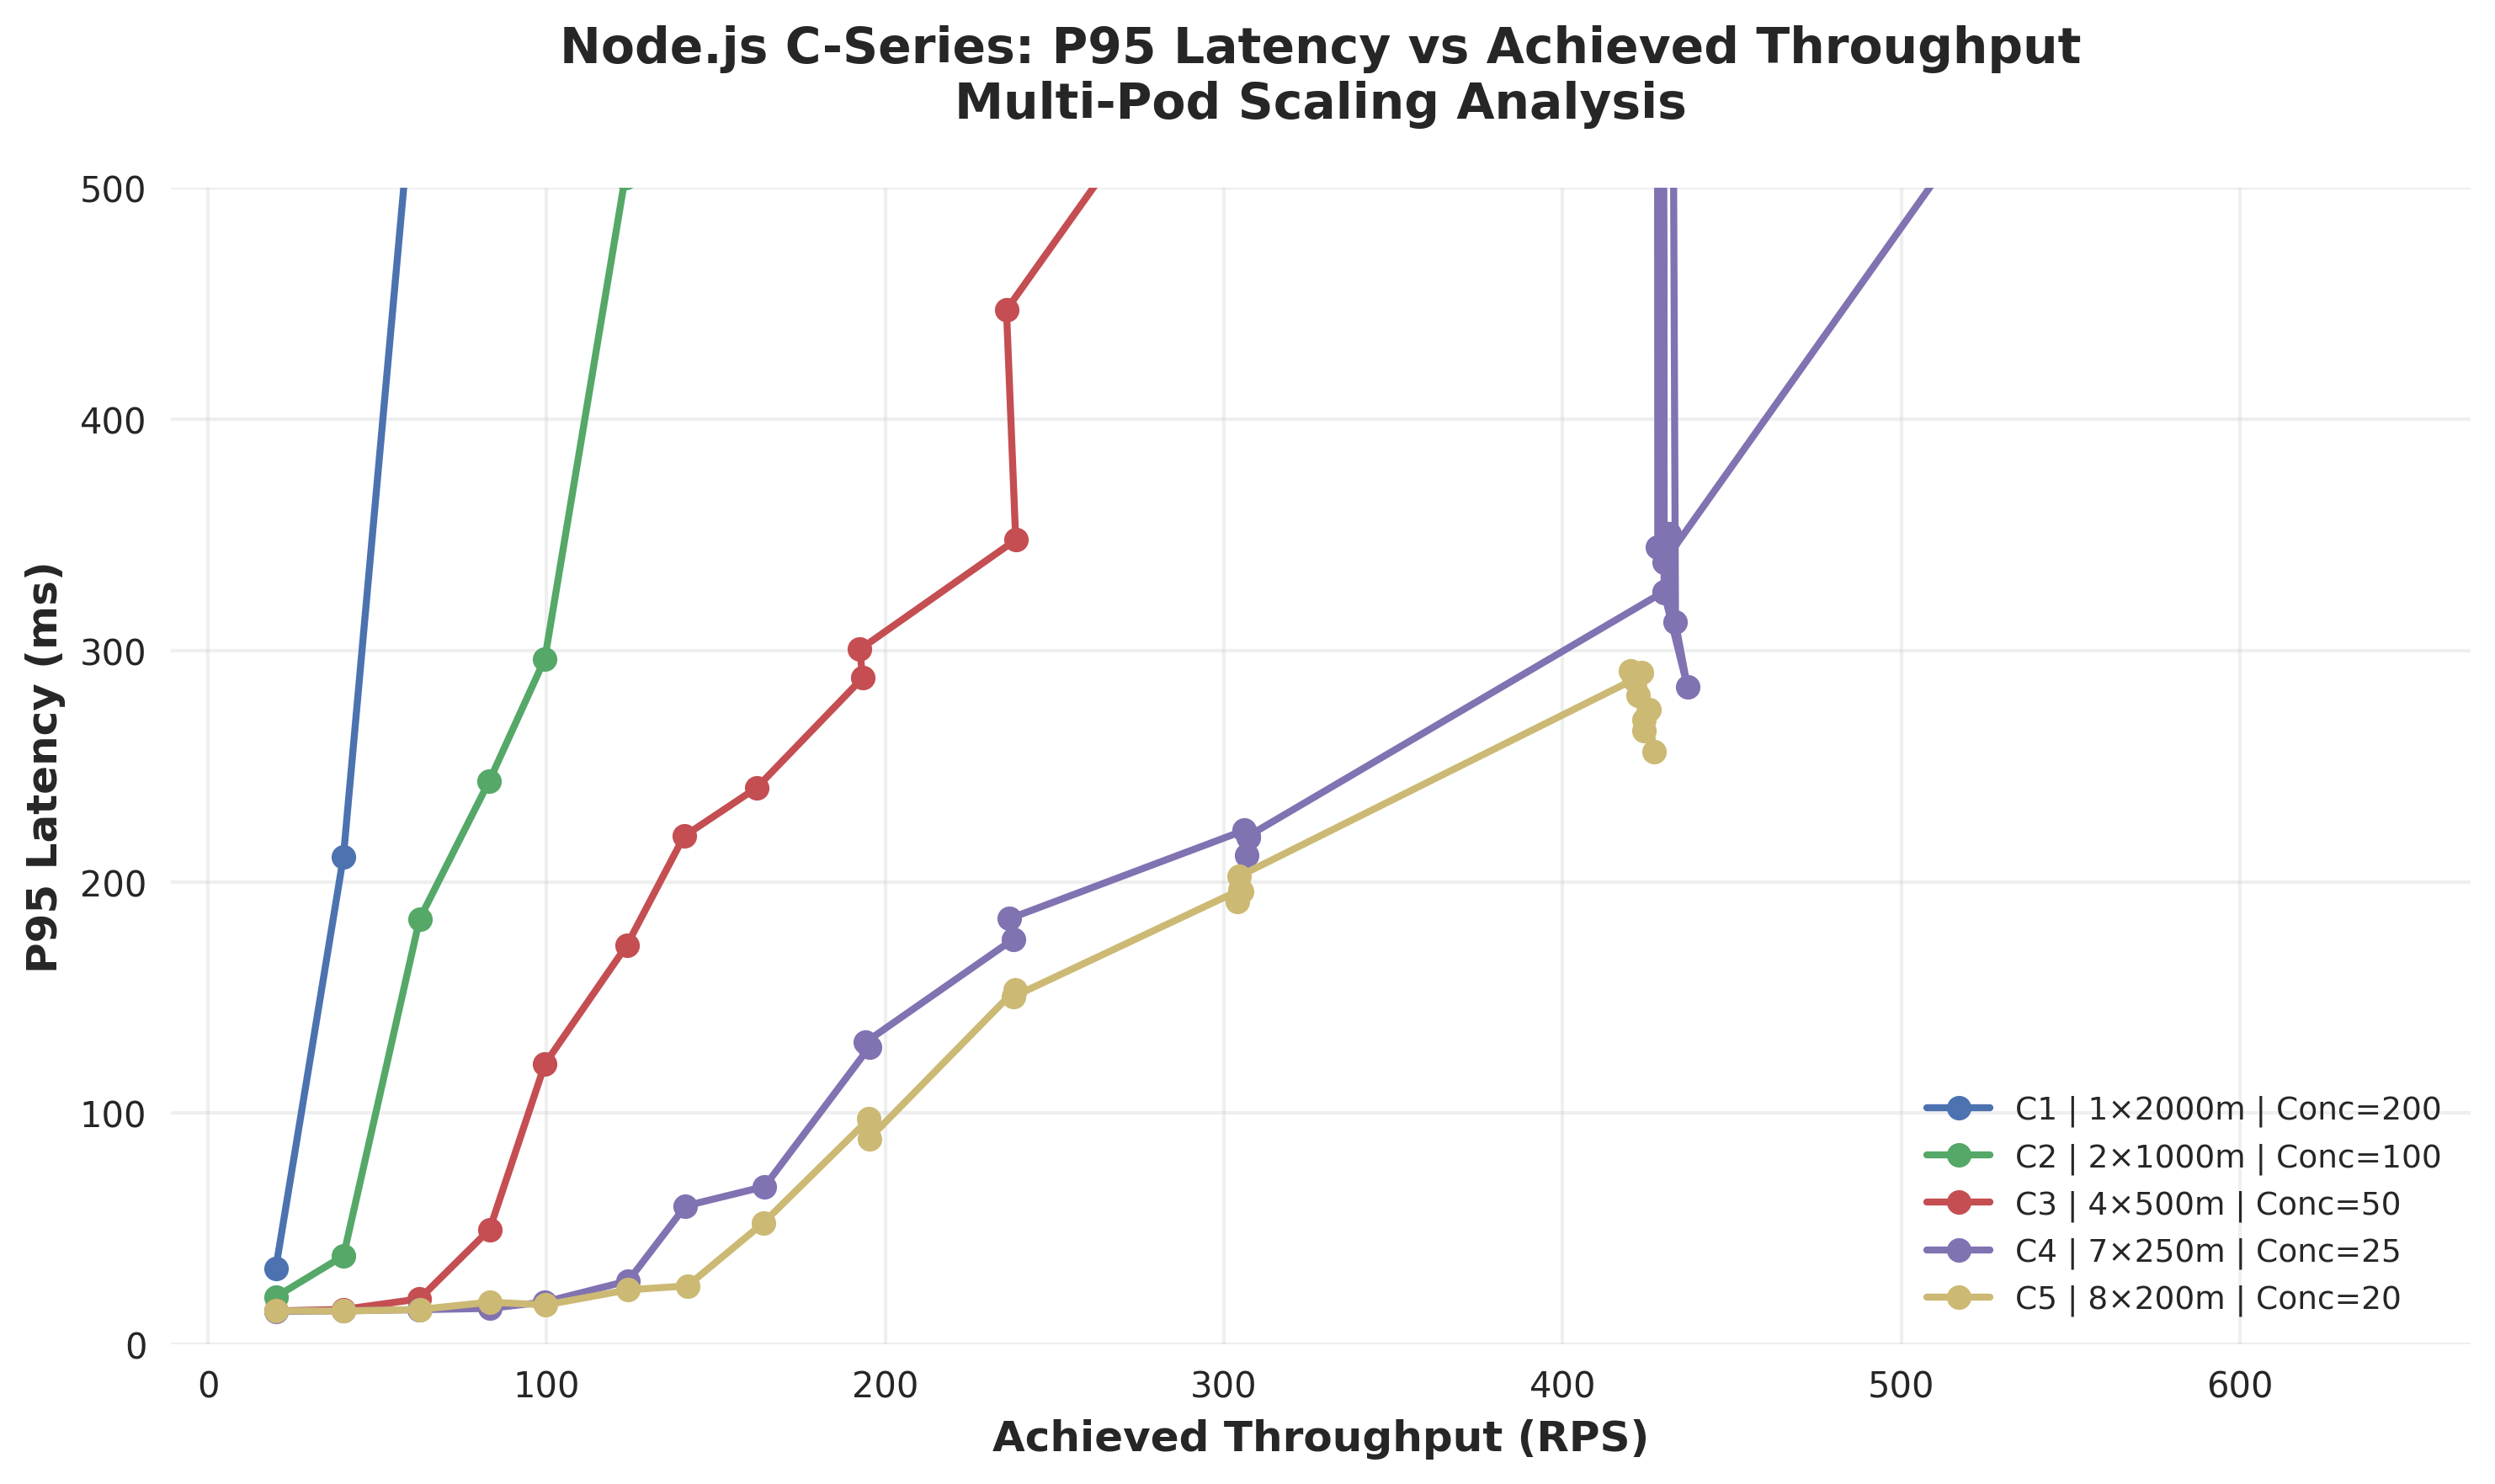 Node.js C-Series: P95 Latency vs Achieved Throughput
Multi-Pod Scaling Analysis
P95 Latency (ms)
500
400
300
200
100
0
C1 | 1×2000m | Conc=200
C2 | 2×1000m | Conc=100
C3 | 4×500m | Conc=50
C4 | 7×250m | Conc=25
C5 | 8×200m | Conc=20
0 100 200 300 400 500 600
Achieved Throughput (RPS)